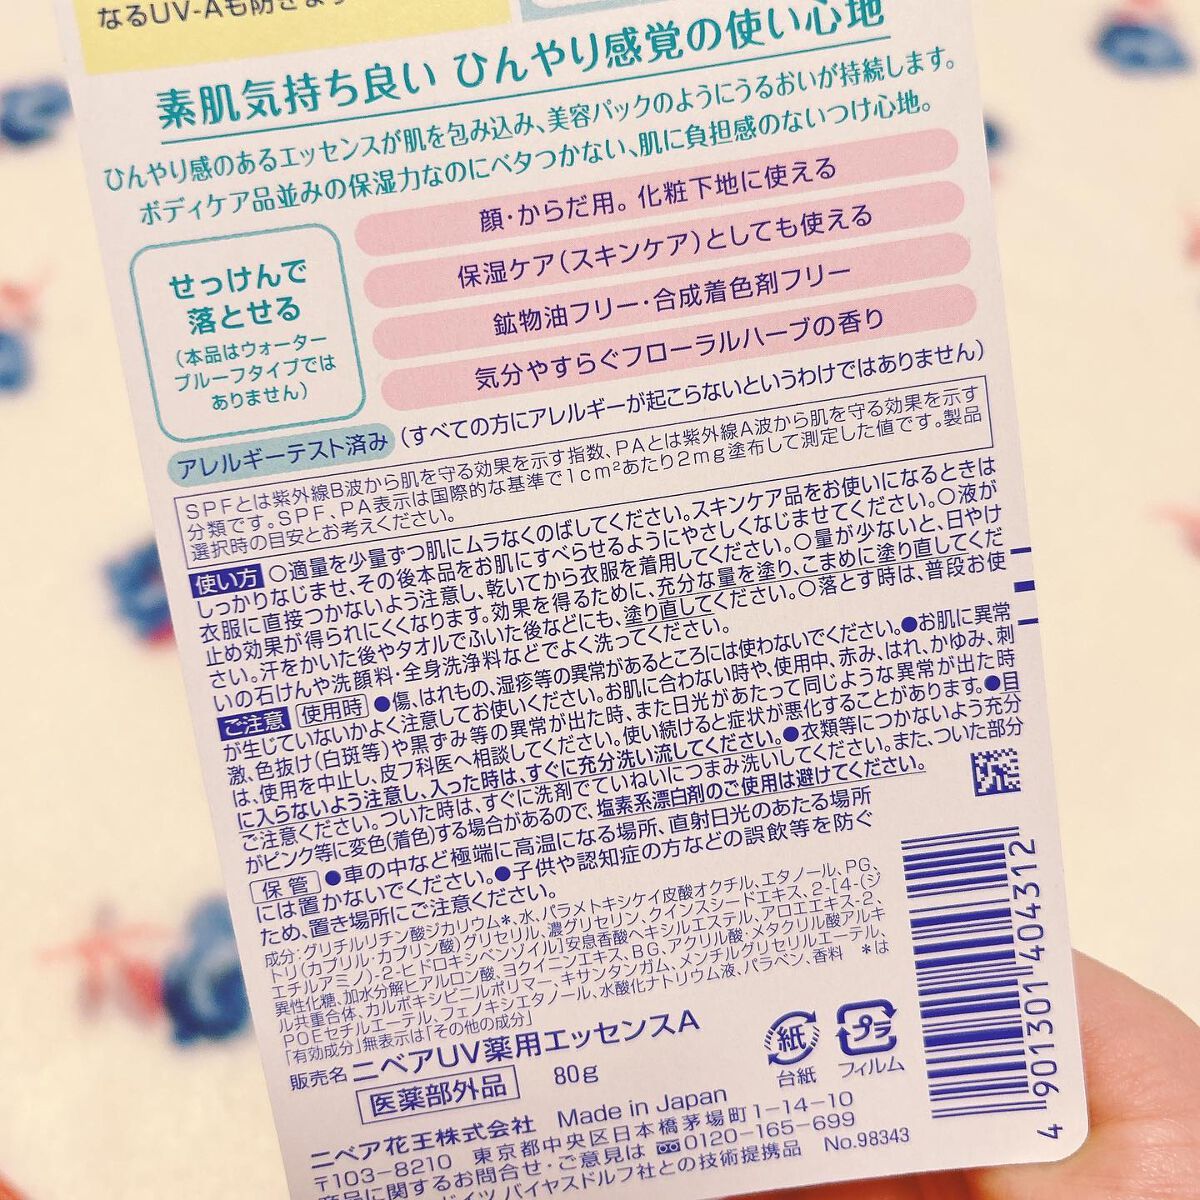 なるUV-Aも防ぎます
素肌気持ち良い ひんやり感覚の使い心地
ひんやり感のあるエッセンスが肌を包み込み、美容パックのようにうるおいが持続します。
ボディケア品並みの保湿力なのにベタつかない、肌に負担感のないつけ心地。
せっけんで
落とせる
(本品はウォーター
プルーフタイプでは
ありません)
顔・からだ用。化粧下地に使える
保湿ケア(スキンケア)としても使える
鉱物油フリー・合成着色剤フリー
気分やすらぐフローラルハーブの香り
アレルギーテスト済み (すべての方にアレルギーが起こらないというわけではありません)
SPFとは紫外線B波から肌を守る効果を示す指数、PAとは紫外線A波から肌を守る効果を示す
分類です。SPF、PA表示は国際的な基準で1cm²あたり2mg塗布して測定した値です。製品
選択時の目安とお考えください。
使い方 ○適量を少量ずつ肌にムラなくのばしてください。スキンケア品をお使いになるときは
しっかりなじませ、その後本品をお肌にすべらせるようにやさしくなじませてください。○液が
衣服に直接つかないよう注意し、乾いてから衣服を着用してください。○量が少ないと、日やけ
止め効果が得られにくくなります。効果を得るために、充分な量を塗り、こまめに塗り直してくだ
さい。汗をかいた後やタオルでふいた後などにも、塗り直してください。○落とす時は、普段お使
いの石けんや洗顔料・全身洗浄料などでよく洗ってください。
ご注意 使用時 ●傷、はれもの、湿疹等の異常があるところには使わないでください。●お肌に異常
が生じていないかよく注意してお使いください。お肌に合わない時や、使用中、赤み、はれ、かゆみ、刺
激、色抜け(白斑等)や黒ずみ等の異常が出た時、また日光があたって同じような異常が出た時
は、使用を中止し、皮フ科医へ相談してください。使い続けると症状が悪化することがあります。●目
に入らないよう注意し、入った時は、すぐに充分洗い流してください。●衣類等につかないよう充分
ご注意ください。ついた時は、すぐに洗剤でていねいにつまみ洗いしてください。また、ついた部分
がピンク等に変色(着色)する場合があるので、塩素系漂白剤のご使用は避けてください。
保管 ●車の中など極端に高温になる場所、直射日光のあたる場所
には置かないでください。●子供や認知症の方などの誤飲等を防ぐ
ため、置き場所にご注意ください。
成分:グリチルリチン酸ジカリウム*、水、パラメトキシケイ皮酸オクチル、エタノール、PG、
トリ(カプリル・カプリン酸)グリセリル、濃グリセリン、クインスシードエキス、2-[4-(ジ
エチルアミノ)-2-ヒドロキシベンゾイル]安息香酸ヘキシルエステル、アロエエキス-2、
異性化糖、加水分解ヒアルロン酸、ヨクイニンエキス、BG、アクリル酸・メタクリル酸アルキ
ル共重合体、カルボキシビニルポリマー、キサンタンガム、メンチルグリセリルエーテル、
POEセチルエーテル、フェノキシエタノール、水酸化ナトリウム液、パラベン、香料 *は
「有効成分」無表示は「その他の成分」
販売名 ニベアUV薬用エッセンスA
医薬部外品 80g
紙
台紙
プラ
フィルム
ニベア花王株式会社 Made in Japan
〒103-8210 東京都中央区日本橋茅場町1-14-10
商品に関するお問合せ・ご意見は 0120-165-699
ドイツ バイヤスドルフ社との技術提携品 No.98343
4 901301 404312